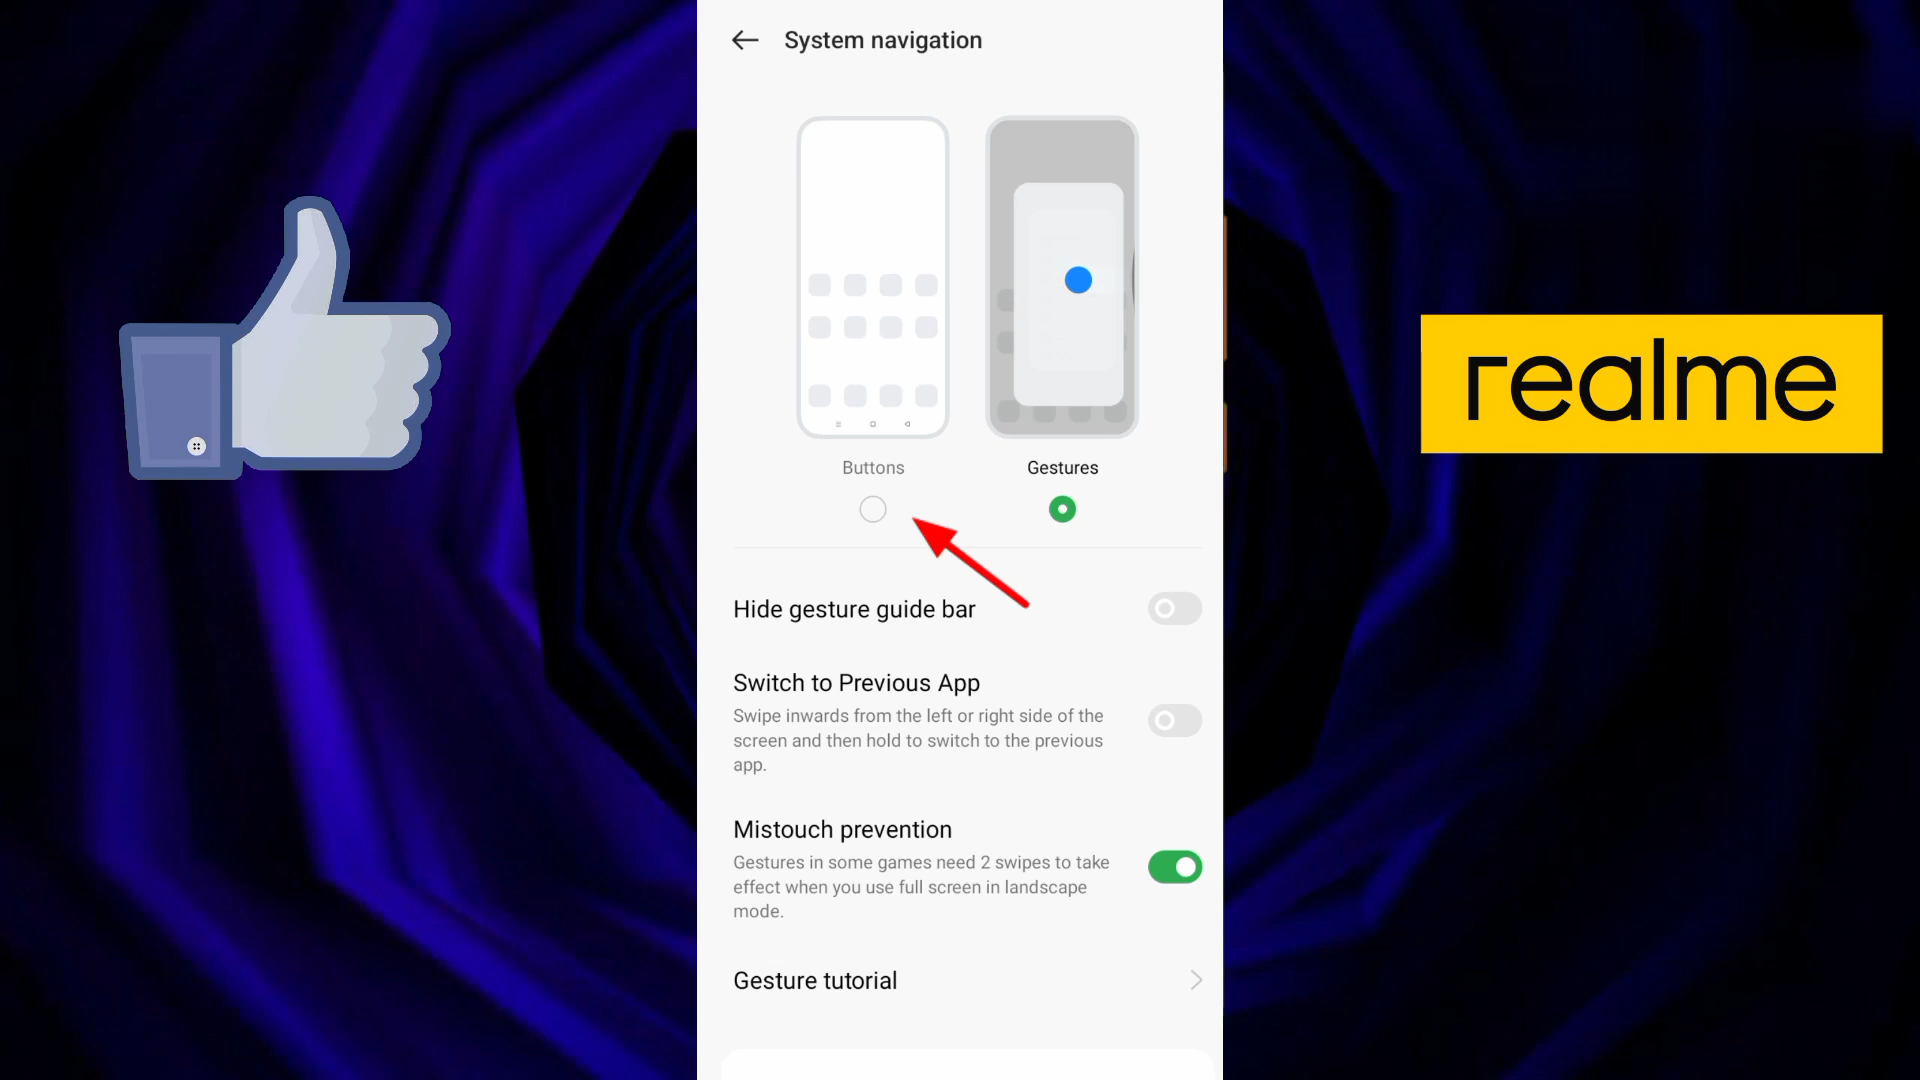 System navigation
Buttons
Gestures
realme
Hide gesture guide bar
Switch to Previous App
Swipe inwards from the left or right side of the
screen and then hold to switch to the previous
app.
Mistouch prevention
Gestures in some games need 2 swipes to take
effect when you use full screen in landscape
mode.
Gesture tutorial